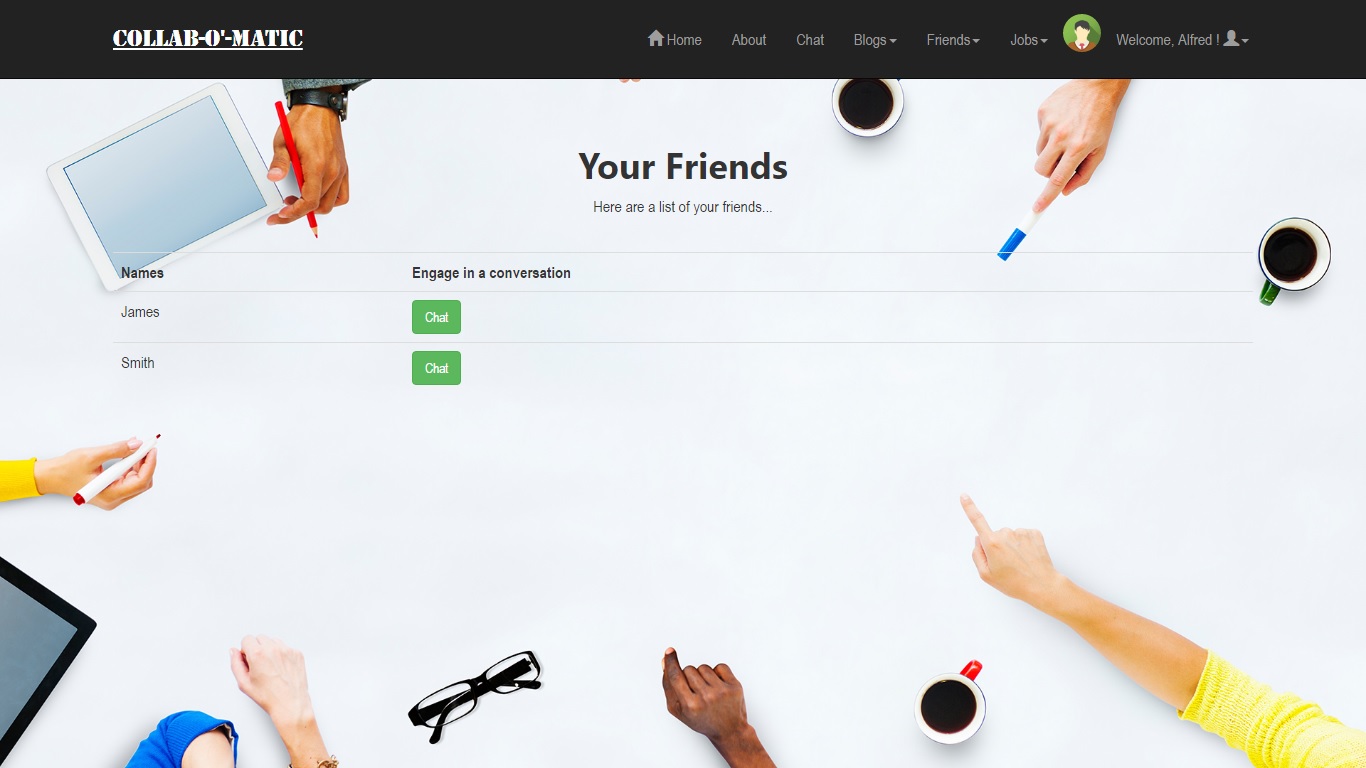 COLLAB-O'-MATIC
Home About Chat Blogs Friends Jobs Welcome, Alfred !
Your Friends
Here are a list of your friends...
Names Engage in a conversation
James Chat
Smith Chat